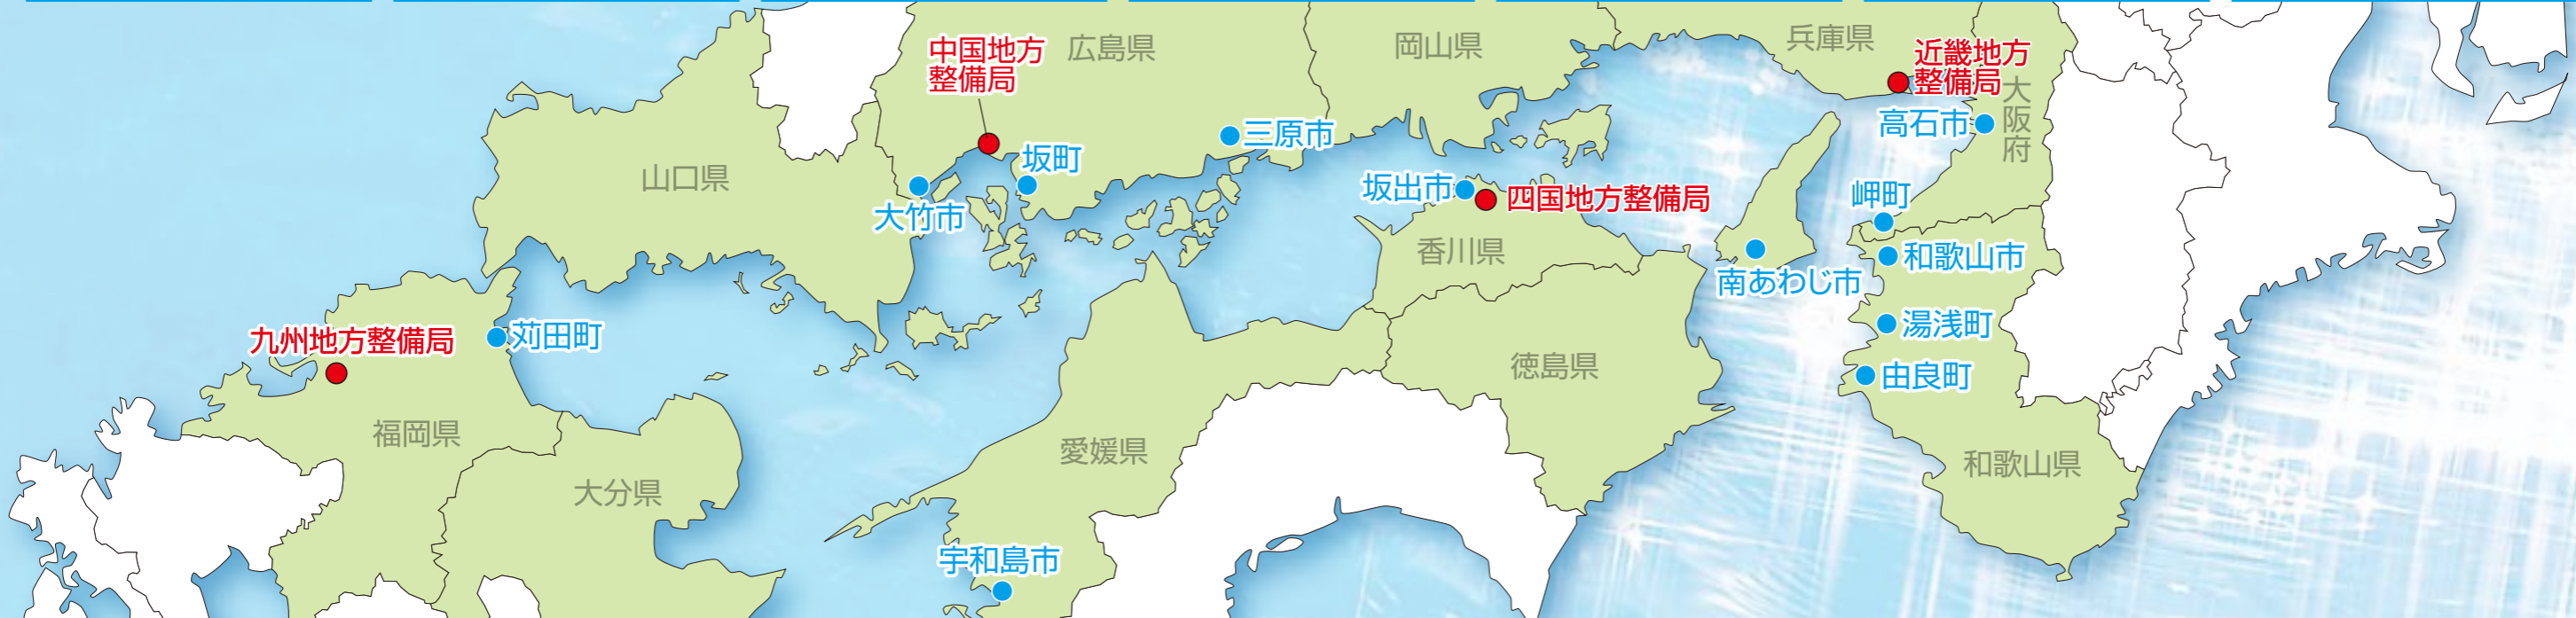 中国地方
整備局
広島県
岡山県
兵庫県
近畿地方
整備局
大阪府
高石市
三原市
坂町
山口県
大竹市
坂出市
四国地方整備局
岬町
香川県
和歌山市
南あわじ市
九州地方整備局
苅田町
湯浅町
徳島県
由良町
福岡県
愛媛県
和歌山県
大分県
宇和島市